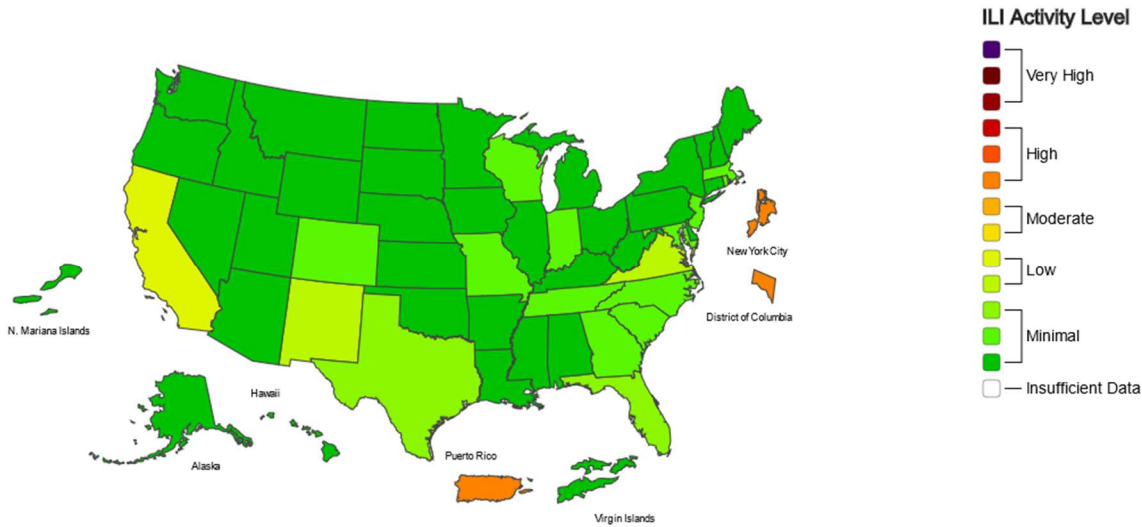 ILI Activity Level
Very High
High
Moderate
Low
Minimal
Insufficient Data
New York City
District of Columbia
N. Mariana Islands
Hawaii
Alaska
Puerto Rico
Virgin Islands